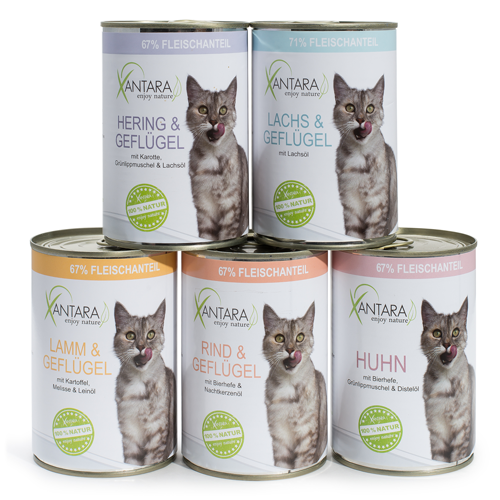 67% FLEISCHANTEIL
XANTARA
enjoy nature
HERING &
GEFLÜGEL
mit Karotte,
Grünlippmuschel & Lachsöl
100 % NATUR
71% FLEISCHANTEIL
XANTARA
enjoy nature
LACHS &
GEFLÜGEL
mit Lachsöl
100 % NATUR
67% FLEISCHANTEIL
XANTARA
enjoy nature
LAMM &
GEFLÜGEL
mit Kartoffel,
Melisse & Leinöl
100 % NATUR
67% FLEISCHANTEIL
XANTARA
enjoy nature
RIND &
GEFLÜGEL
mit Bierhefe &
Nachtkerzenöl
100 % NATUR
67% FLEISCHANTEIL
XANTARA
enjoy nature
HUHN
mit Bierhefe,
Grünlippmuschel & Distelöl
100 % NATUR